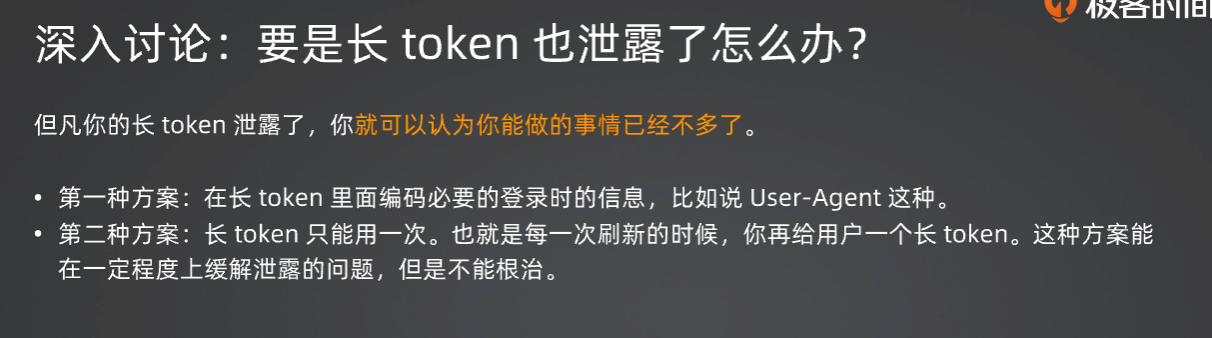 极客时间
深入讨论：要是长 token 也泄露了怎么办？
但凡你的长 token 泄露了，你就可以认为你能做的事情已经不多了。
• 第一种方案：在长 token 里面编码必要的登录时的信息，比如说 User-Agent 这种。
• 第二种方案：长 token 只能用一次。也就是每一次刷新的时候，你再给用户一个长 token。这种方案能
在一定程度上缓解泄露的问题，但是不能根治。